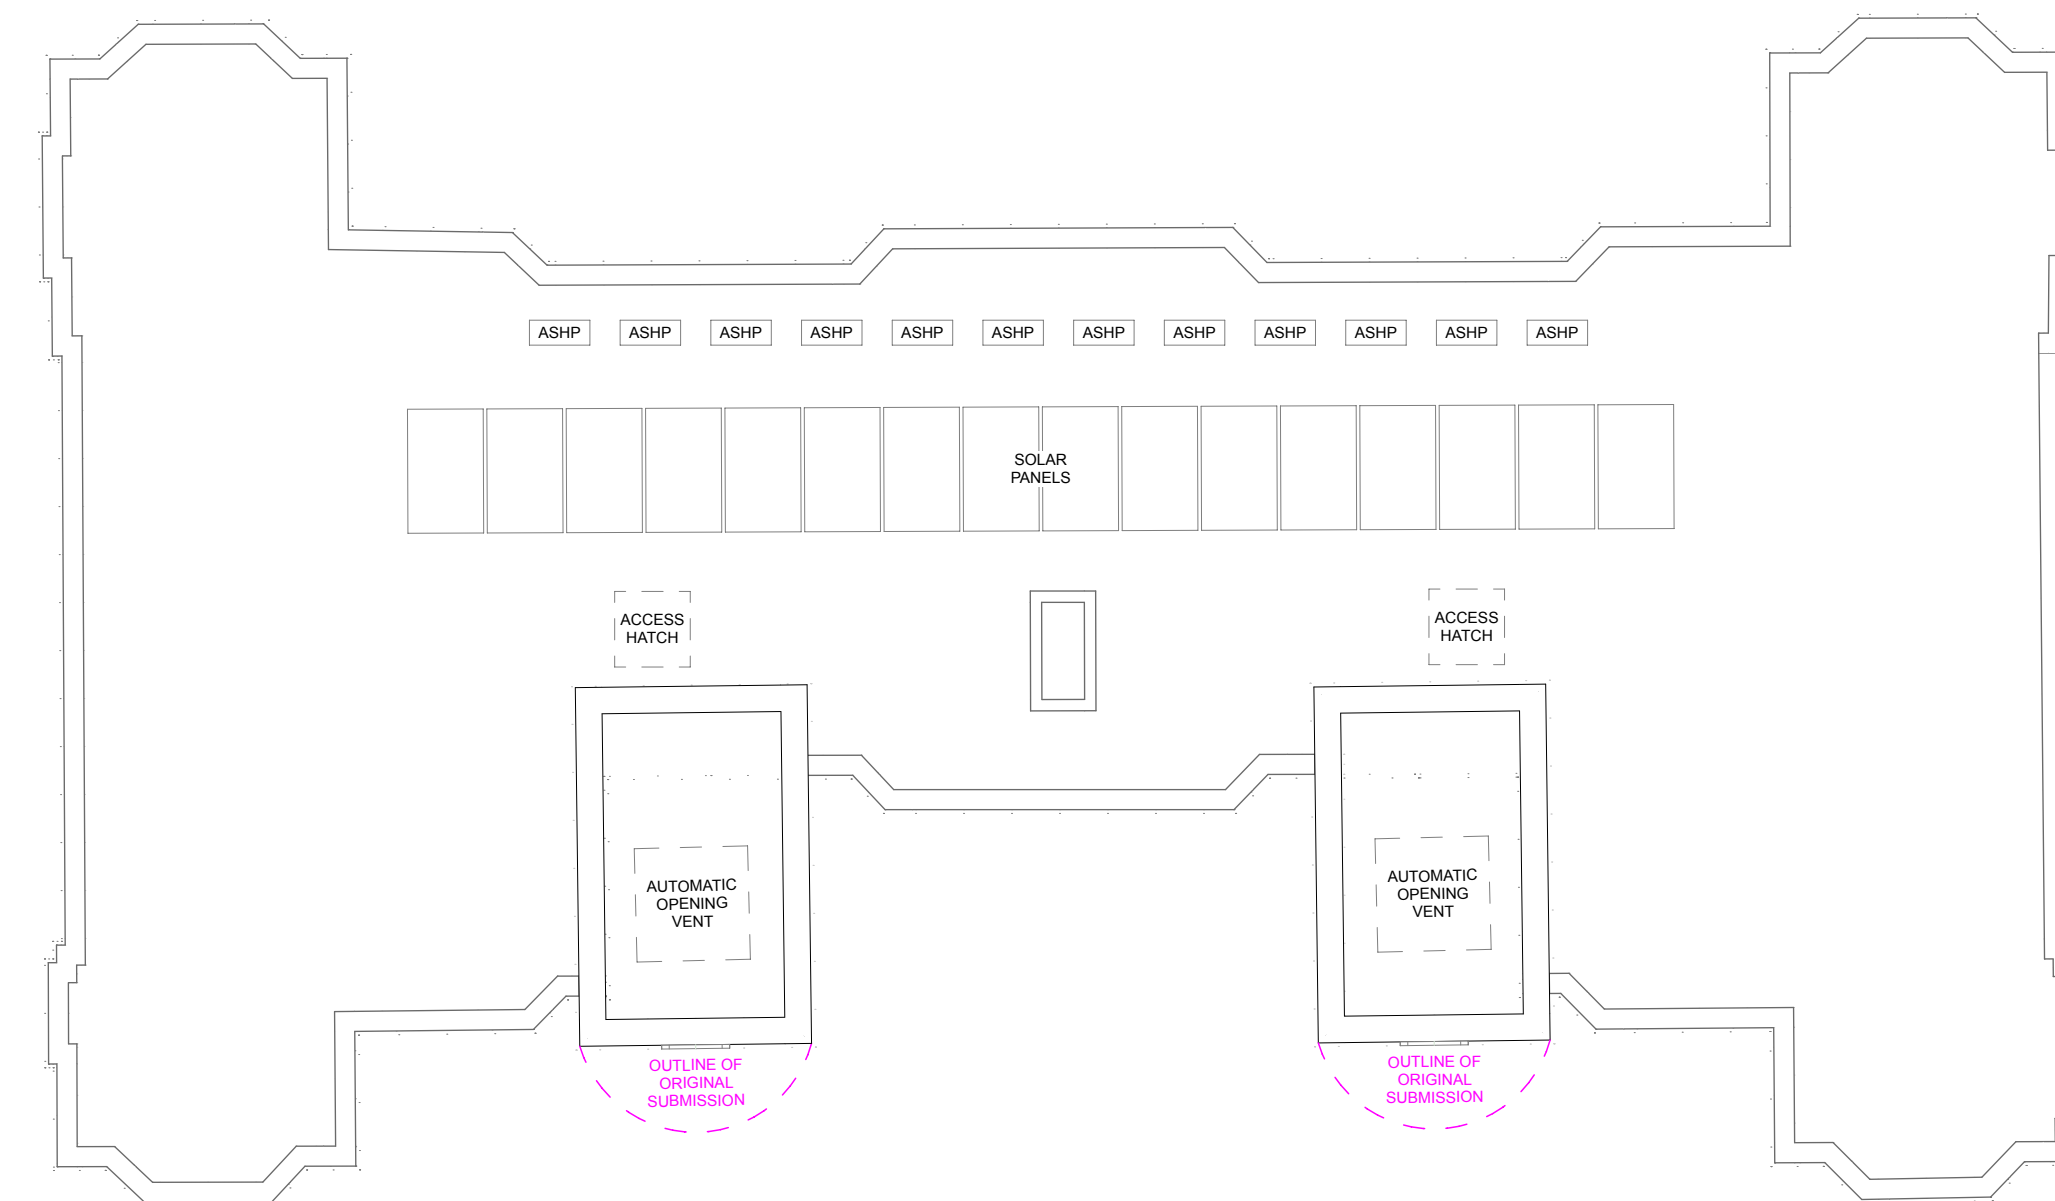 ASHP ASHP ASHP ASHP ASHP ASHP ASHP ASHP ASHP ASHP ASHP ASHP
SOLAR
PANELS
ACCESS
HATCH
ACCESS
HATCH
AUTOMATIC
OPENING
VENT
AUTOMATIC
OPENING
VENT
OUTLINE OF
ORIGINAL
SUBMISSION
OUTLINE OF
ORIGINAL
SUBMISSION